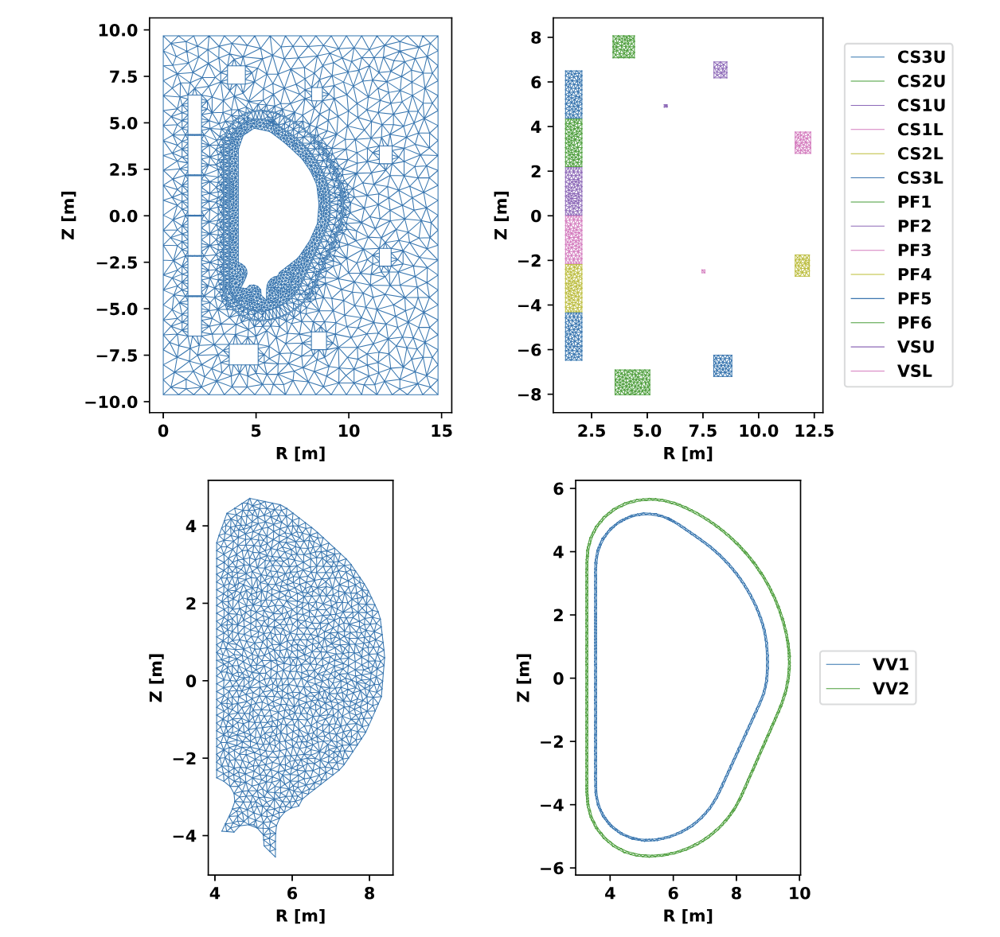 10.0
7.5
5.0
2.5
0.0
−2.5
−5.0
−7.5
−10.0
Z [m]
0 5 10 15
R [m]
8
6
4
2
0
−2
−4
−6
−8
Z [m]
2.5 5.0 7.5 10.0 12.5
R [m]
CS3U
CS2U
CS1U
CS1L
CS2L
CS3L
PF1
PF2
PF3
PF4
PF5
PF6
VSU
VSL
4
2
0
−2
−4
Z [m]
4 6 8
R [m]
6
4
2
0
−2
−4
−6
Z [m]
4 6 8 10
R [m]
VV1
VV2